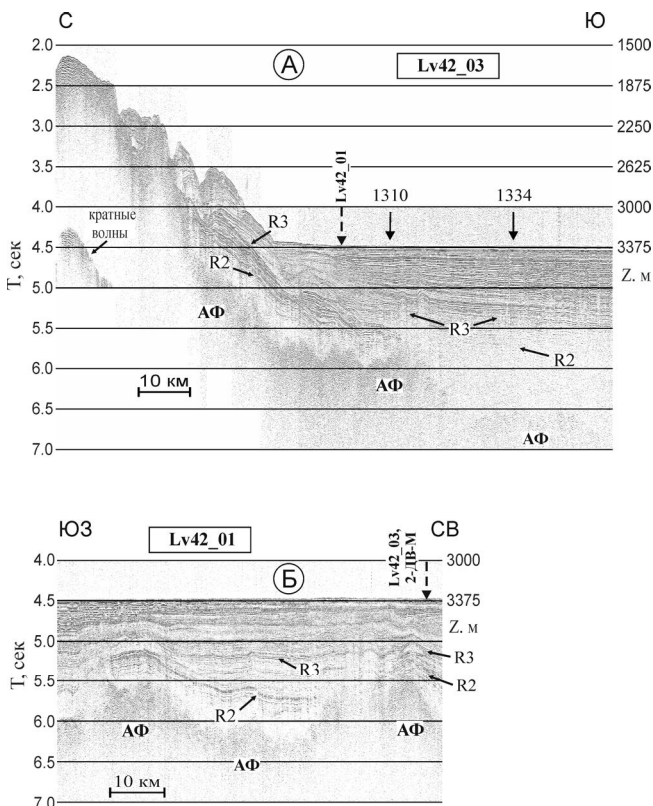 С
Ю
А
Lv42_03
2.0
2.5
3.0
3.5
4.0
4.5
5.0
5.5
6.0
6.5
7.0
Т, сек
1500
1875
2250
2625
3000
3375
Z. м
Lv42_01
1310
1334
кратные
волны
R3
R2
R3
R2
АФ
АФ
АФ
10 км
ЮЗ
Lv42_01
Б
СВ
Lv42_03,
2-ДВ-М
4.0
4.5
5.0
5.5
6.0
6.5
7.0
Т, сек
3000
3375
Z. м
R3
R2
R3
R2
АФ
АФ
АФ
10 км